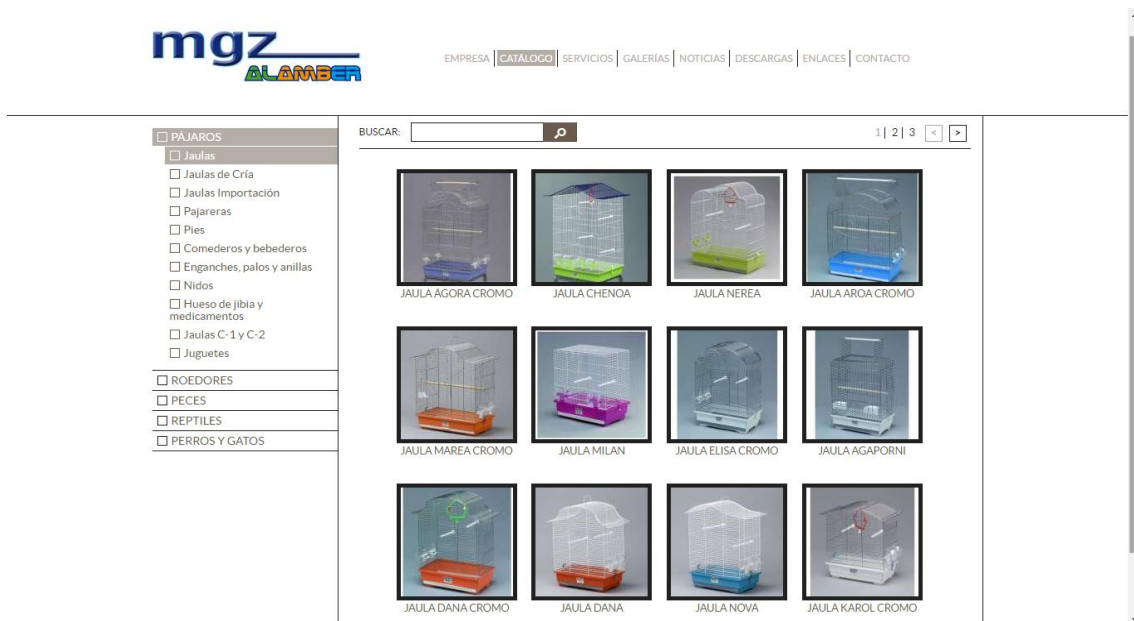 mgz
ALAMBER
EMPRESA CATÁLOGO SERVICIOS GALERÍAS NOTICIAS DESCARGAS ENLACES CONTACTO
PÁJAROS
Jaulas
Jaulas de Cría
Jaulas Importación
Pajareras
Pies
Comederos y bebederos
Enganches, palos y anillas
Nidos
Hueso de jibia y
medicamentos
Jaulas C-1 y C-2
Juguetes
ROEDORES
PECES
REPTILES
PERROS Y GATOS
BUSCAR:
1| 2| 3 < >
JAULA ÁGORA CROMO JAULA CHENOA JAULA NEREA JAULA AROA CROMO
JAULA MAREA CROMO JAULA MILAN JAULA ELISA CROMO JAULA AGAPORNI
JAULA DANA CROMO JAULA DANA JAULA NOVA JAULA KAROL CROMO